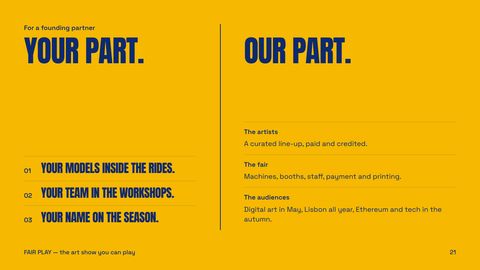 For a founding partner
YOUR PART.
01 YOUR MODELS INSIDE THE RIDES.
02 YOUR TEAM IN THE WORKSHOPS.
03 YOUR NAME ON THE SEASON.
OUR PART.
The artists
A curated line-up, paid and credited.
The fair
Machines, booths, staff, payment and printing.
The audiences
Digital art in May, Lisbon all year, Ethereum and tech in the
autumn.
FAIR PLAY — the art show you can play
21